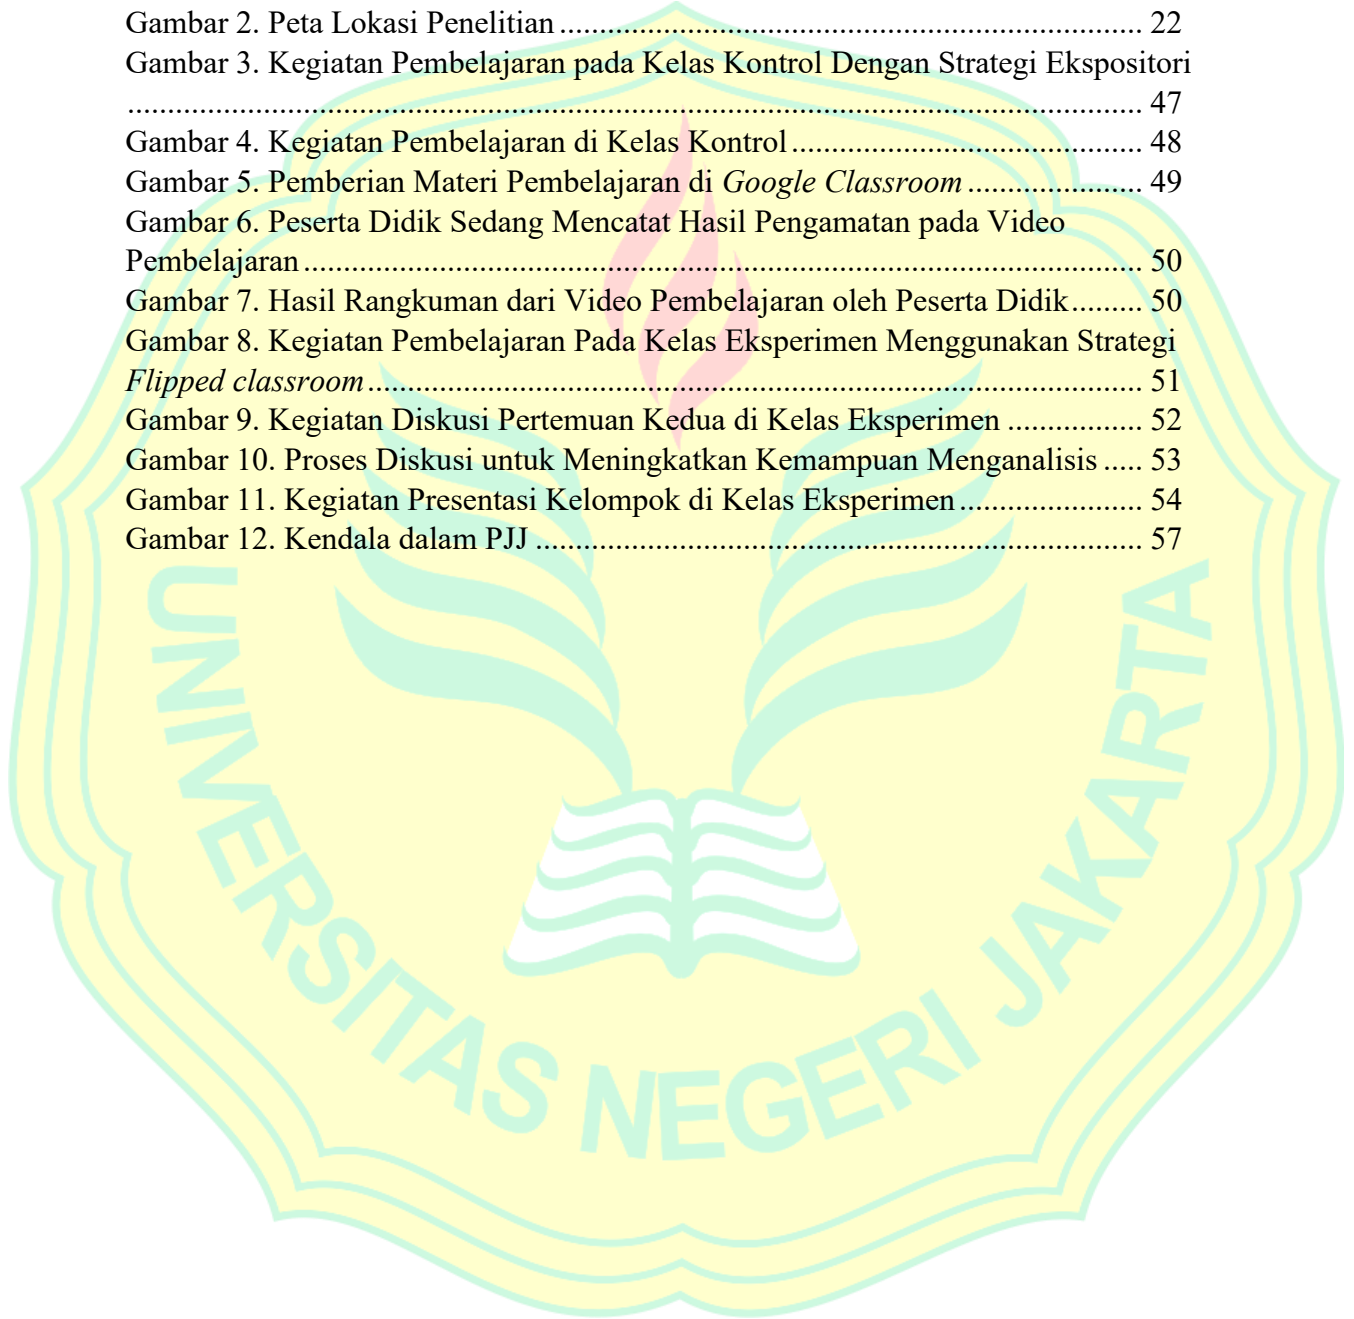 Gambar 2. Peta Lokasi Penelitian ......................................................................... 22
Gambar 3. Kegiatan Pembelajaran pada Kelas Kontrol Dengan Strategi Ekspositori
................................................................................................................................ 47
Gambar 4. Kegiatan Pembelajaran di Kelas Kontrol ............................................ 48
Gambar 5. Pemberian Materi Pembelajaran di Google Classroom ...................... 49
Gambar 6. Peserta Didik Sedang Mencatat Hasil Pengamatan pada Video
Pembelajaran .......................................................................................................... 50
Gambar 7. Hasil Rangkuman dari Video Pembelajaran oleh Peserta Didik ......... 50
Gambar 8. Kegiatan Pembelajaran Pada Kelas Eksperimen Menggunakan Strategi
Flipped classroom .................................................................................................. 51
Gambar 9. Kegiatan Diskusi Pertemuan Kedua di Kelas Eksperimen ................. 52
Gambar 10. Proses Diskusi untuk Meningkatkan Kemampuan Menganalisis ..... 53
Gambar 11. Kegiatan Presentasi Kelompok di Kelas Eksperimen ....................... 54
Gambar 12. Kendala dalam PJJ ............................................................................ 57
UNIVERSITAS NEGERI JAKARTA